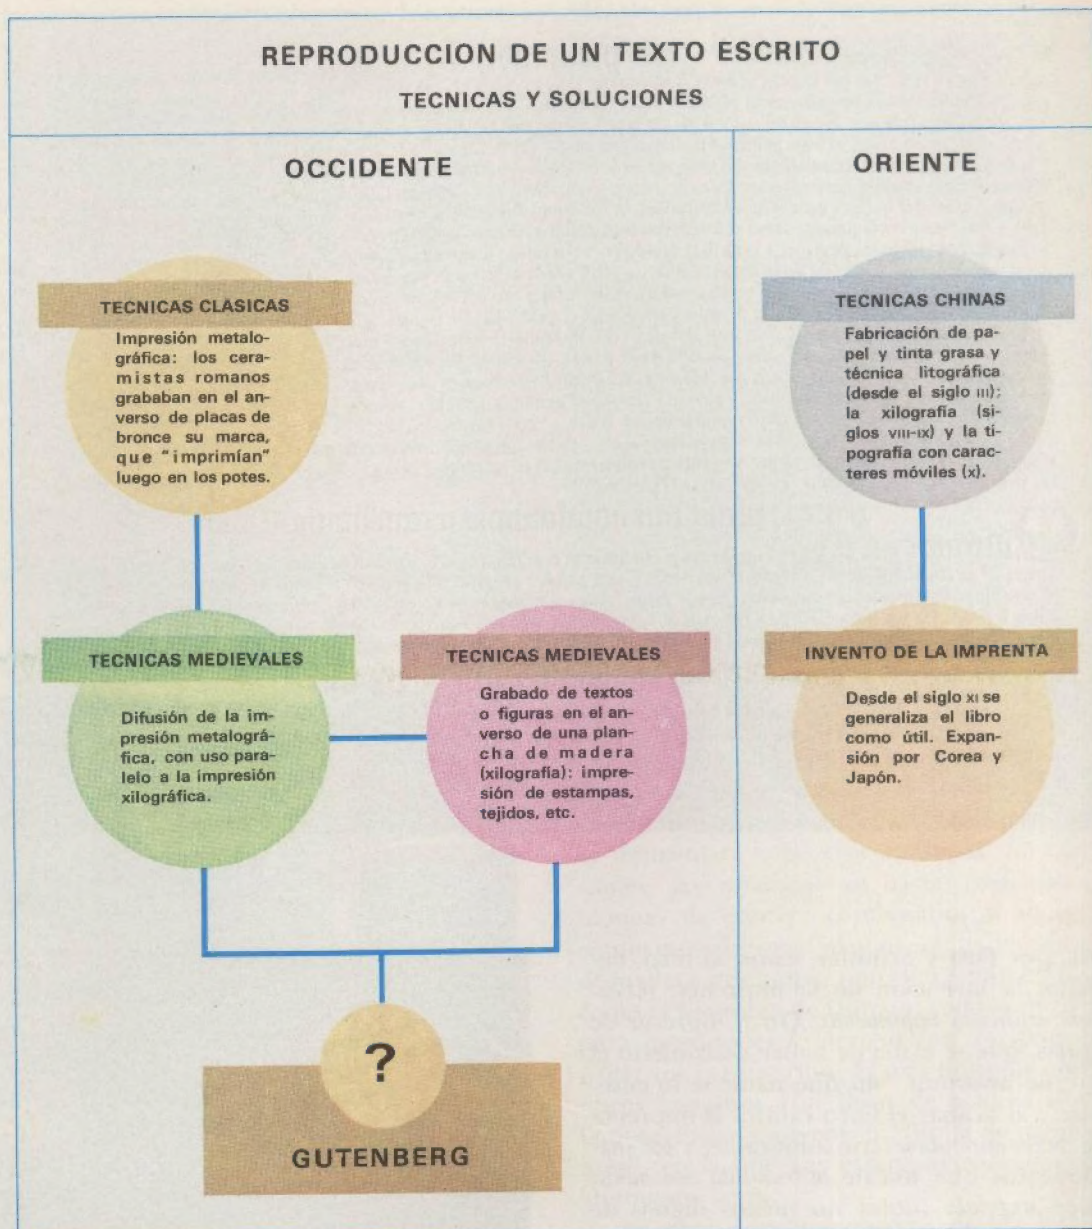 REPRODUCCION DE UN TEXTO ESCRITO
TECNICAS Y SOLUCIONES
OCCIDENTE
TECNICAS CLASICAS
Impresión metalo-
gráfica: los cera-
mistas romanos
grababan en el an-
verso de placas de
bronce su marca,
que "imprimían"
luego en los potes.
TECNICAS MEDIEVALES
Difusión de la im-
presión metalográ-
fica, con uso para-
lelo a la impresión
xilográfica.
TECNICAS MEDIEVALES
Grabado de textos
o figuras en el an-
verso de una plan-
cha de madera
(xilografía): impre-
sión de estampas,
tejidos, etc.
?
GUTENBERG
ORIENTE
TECNICAS CHINAS
Fabricación de pa-
pel y tinta grasa y
técnica litográfica
(desde el siglo III);
la xilografía (si-
glos VIII-IX) y la ti-
pografía con carac-
teres móviles (X).
INVENTO DE LA IMPRENTA
Desde el siglo XI se
generaliza el libro
como útil. Expan-
sión por Corea y
Japón.